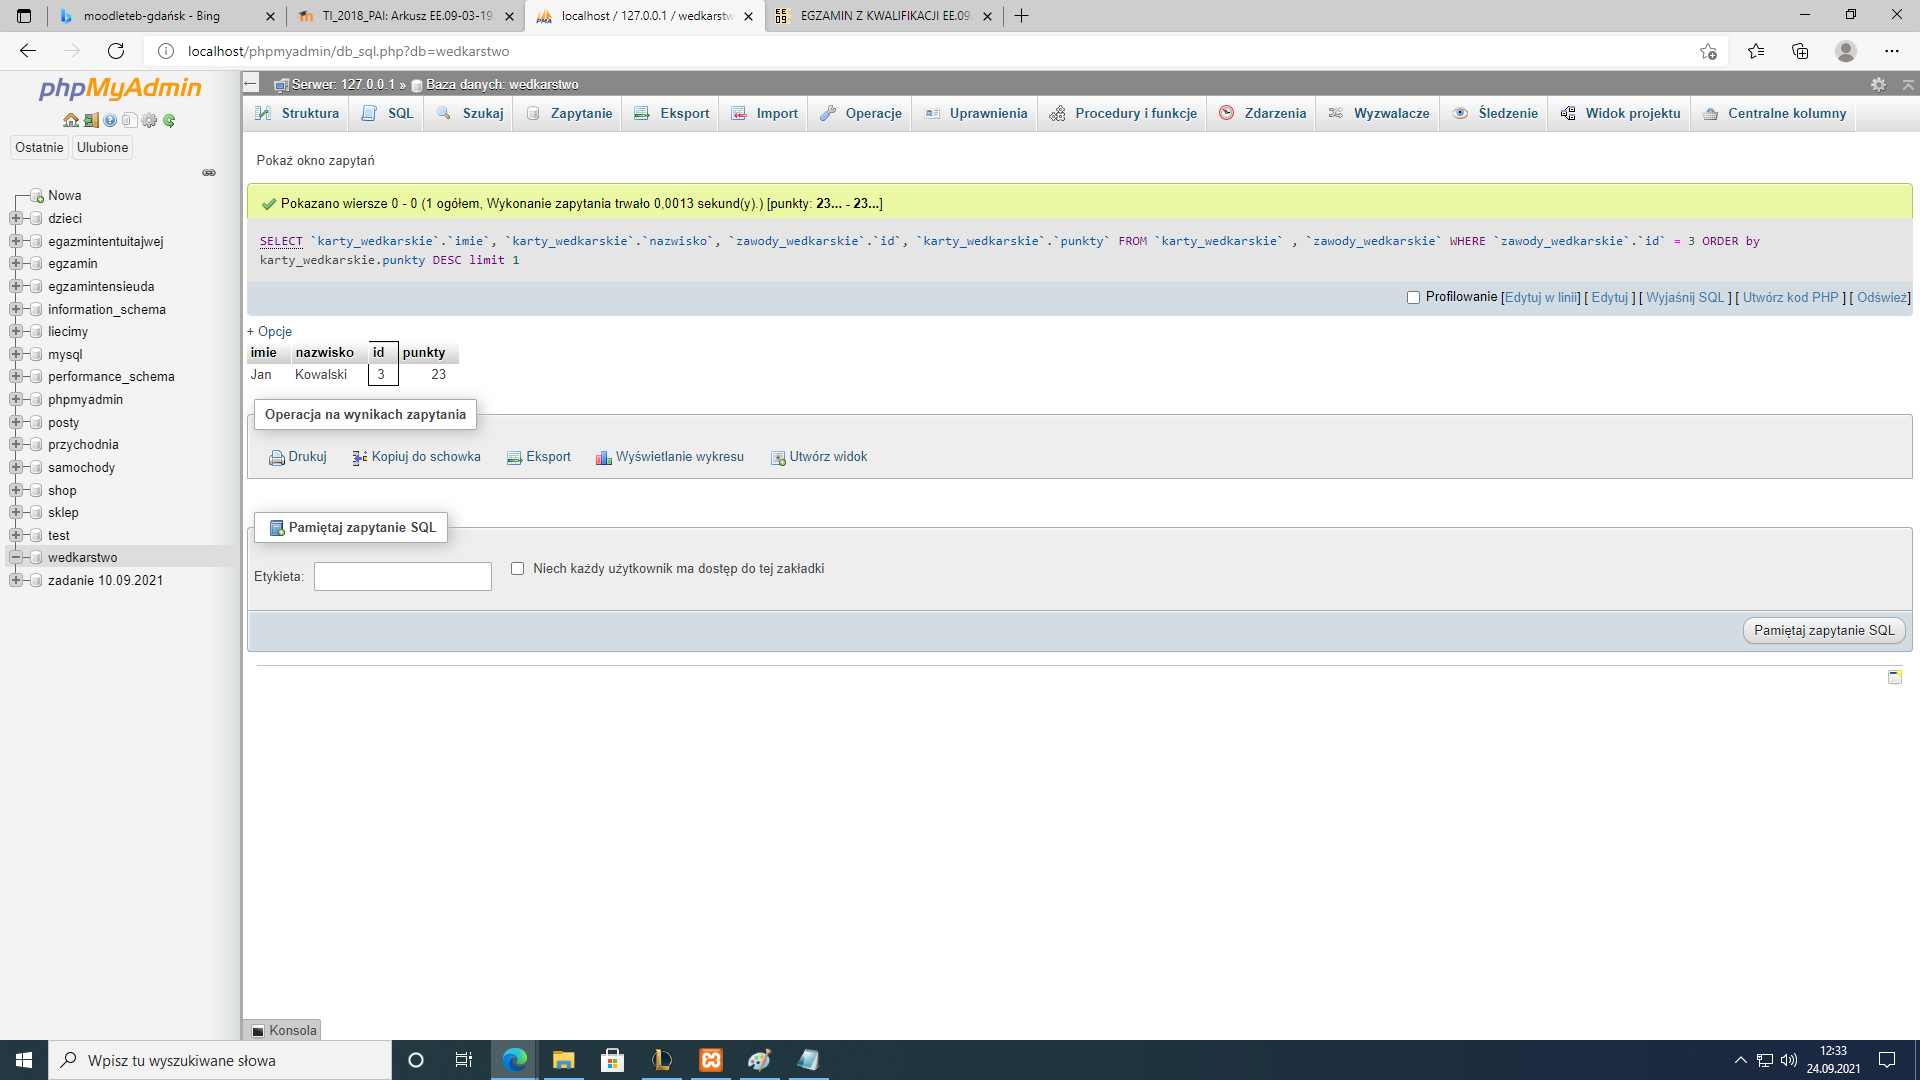 moodleteb-gdańsk - Bing
TI_2018_PAI: Arkusz EE.09-03-19.
localhost / 127.0.0.1 / wedkarstw
EGZAMIN Z KWALIFIKACJI EE.09.
localhost/phpmyadmin/db_sql.php?db=wedkarstwo
phpMyAdmin
Ostatnie
Ulubione
Nowa
dzieci
egazmintentuitajwej
egzamin
egzamintensieuda
information_schema
liecimy
mysql
performance_schema
phpmyadmin
posty
przychodnia
samochody
shop
sklep
test
wedkarstwo
zadanie 10.09.2021
Serwer: 127.0.0.1 » Baza danych: wedkarstwo
Struktura
SQL
Szukaj
Zapytanie
Eksport
Import
Operacje
Uprawnienia
Procedury i funkcje
Zdarzenia
Wyzwalacze
Śledzenie
Widok projektu
Centralne kolumny
Pokaż okno zapytań
Pokazano wiersze 0 - 0 (1 ogółem, Wykonanie zapytania trwało 0,0013 sekund(y).) [punkty: 23... - 23...]
SELECT `karty_wedkarskie`.`imie`, `karty_wedkarskie`.`nazwisko`, `zawody_wedkarskie`.`id`, `karty_wedkarskie`.`punkty` FROM `karty_wedkarskie` , `zawody_wedkarskie` WHERE `zawody_wedkarskie`.`id` = 3 ORDER by
karty_wedkarskie.punkty DESC limit 1
Profilowanie [Edytuj w linii] [ Edytuj ] [ Wyjaśnij SQL ] [ Utwórz kod PHP ] [ Odśwież]
+ Opcje
imie nazwisko id punkty
Jan Kowalski 3 23
Operacja na wynikach zapytania
Drukuj
Kopiuj do schowka
Eksport
Wyświetlanie wykresu
Utwórz widok
Pamiętaj zapytanie SQL
Etykieta:
Niech każdy użytkownik ma dostęp do tej zakładki
Pamiętaj zapytanie SQL
Konsola
Wpisz tu wyszukiwane słowa
12:33
24.09.2021